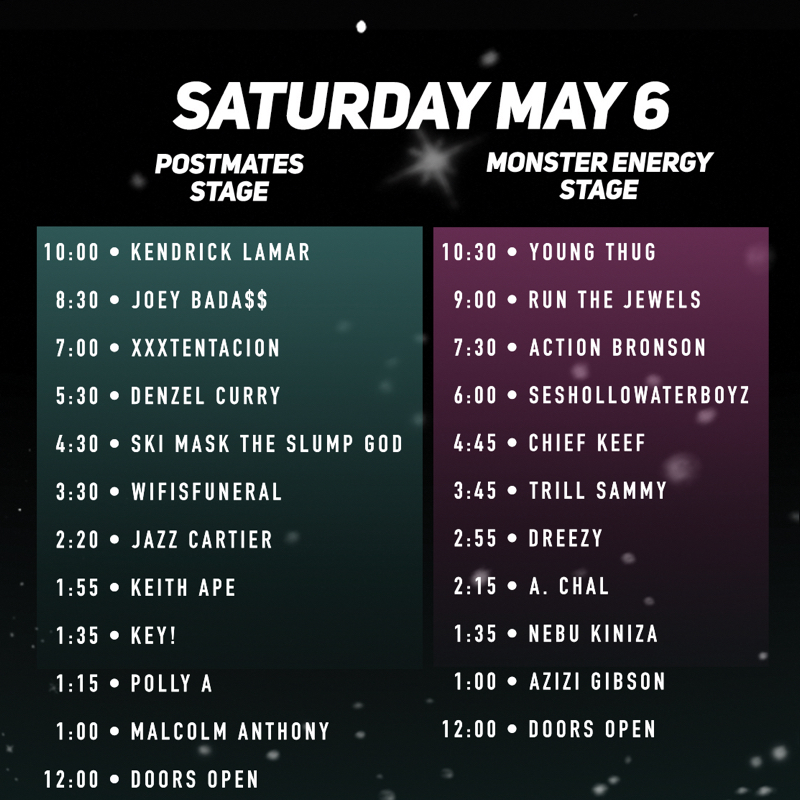 SATURDAY MAY 6
POSTMATES
STAGE
10:00 • KENDRICK LAMAR
8:30 • JOEY BADA$$
7:00 • XXXTENTACION
5:30 • DENZEL CURRY
4:30 • SKI MASK THE SLUMP GOD
3:30 • WIFISFUNERAL
2:20 • JAZZ CARTIER
1:55 • KEITH APE
1:35 • KEY!
1:15 • POLLY A
1:00 • MALCOLM ANTHONY
12:00 • DOORS OPEN
MONSTER ENERGY
STAGE
10:30 • YOUNG THUG
9:00 • RUN THE JEWELS
7:30 • ACTION BRONSON
6:00 • SESHOLLOWATERBOYZ
4:45 • CHIEF KEEF
3:45 • TRILL SAMMY
2:55 • DREEZY
2:15 • A. CHAL
1:35 • NEBU KINIZA
1:00 • AZIZI GIBSON
12:00 • DOORS OPEN